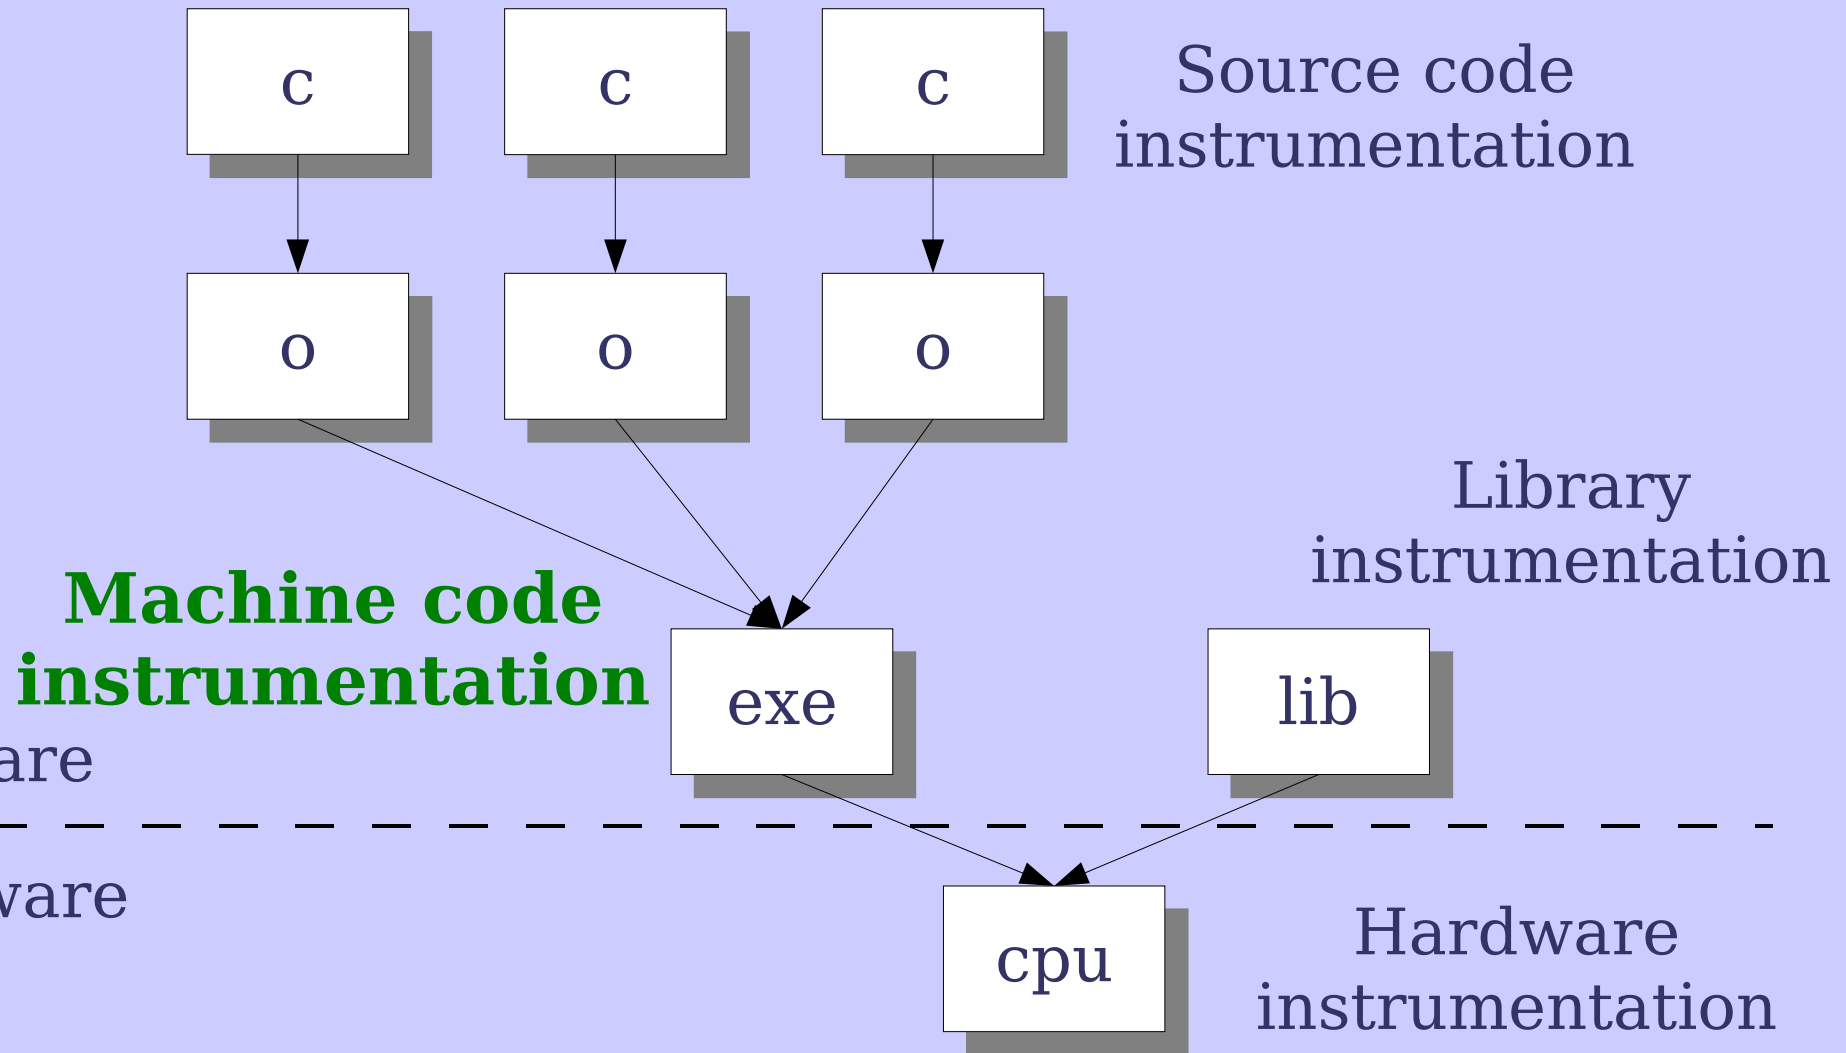 c c c
Source code
instrumentation
o o o
Library
instrumentation
Machine code
instrumentation
exe lib
are
ware
cpu
Hardware
instrumentation